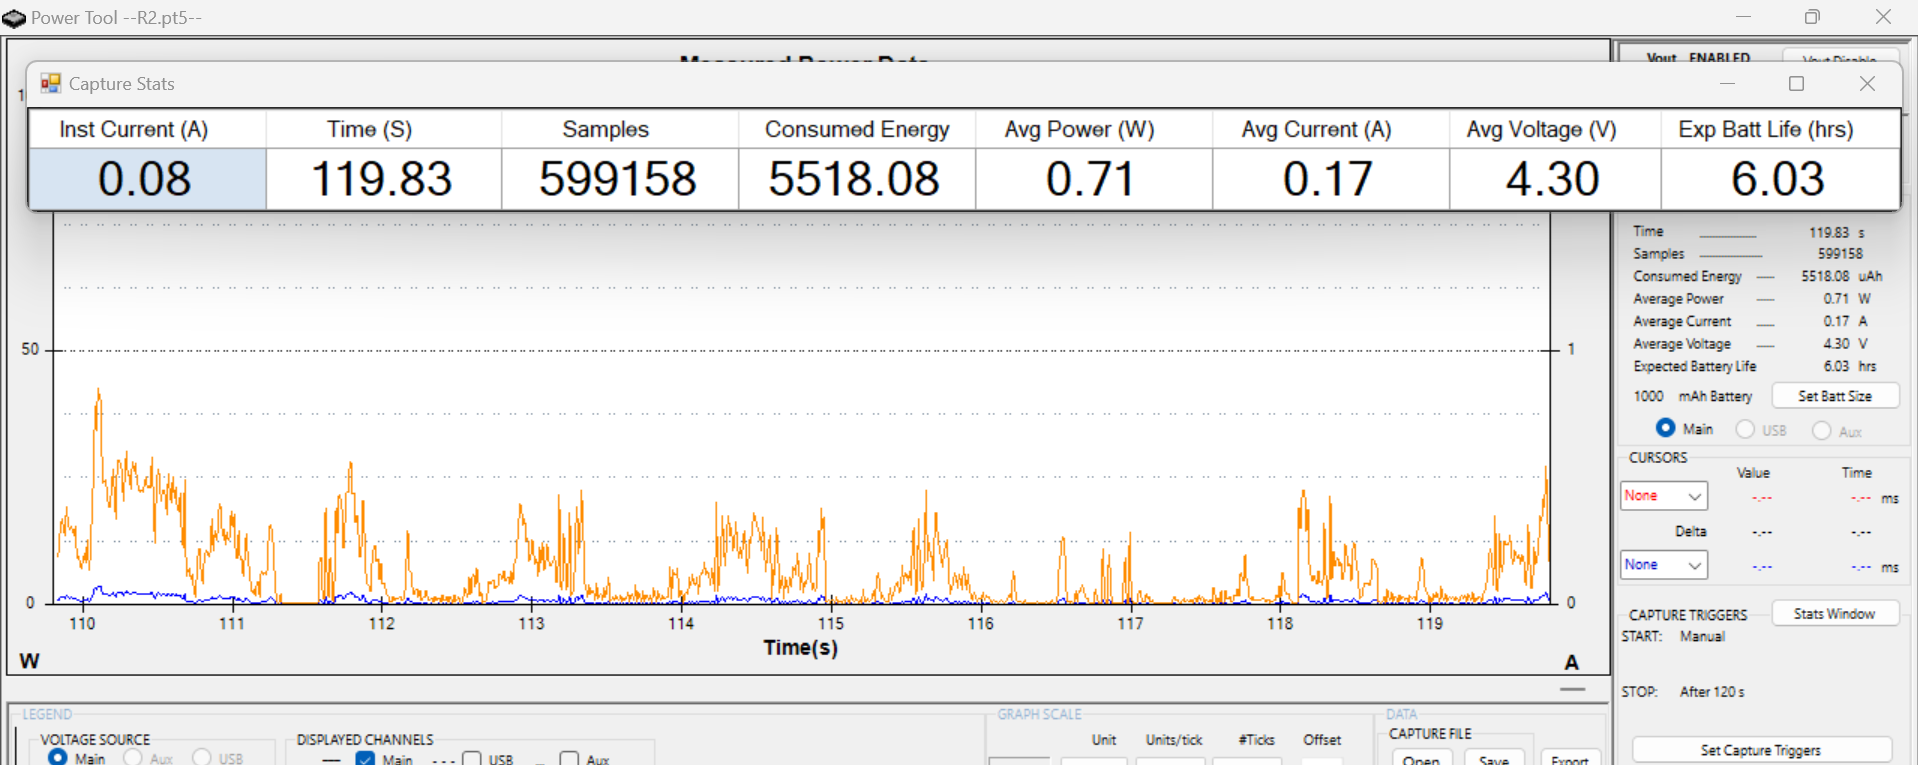 Power Tool --R2.pt5--
Measured Power Data
Vout ENABLED
Vout Disable
Capture Stats
Inst Current (A) Time (S) Samples Consumed Energy Avg Power (W) Avg Current (A) Avg Voltage (V) Exp Batt Life (hrs)
0.08 119.83 599158 5518.08 0.71 0.17 4.30 6.03
Time 119.83 s
Samples 599158
Consumed Energy 5518.08 uAh
Average Power 0.71 W
Average Current 0.17 A
Average Voltage 4.30 V
Expected Battery Life 6.03 hrs
1000 mAh Battery Set Batt Size
Main USB Aux
CURSORS
Value Time
None -.-- -.-- ms
Delta -.-- -.--
None -.-- -.-- ms
CAPTURE TRIGGERS Stats Window
START: Manual
STOP: After 120 s
Set Capture Triggers
50 1
0 0
110 111 112 113 114 115 116 117 118 119
Time(s)
W A
LEGEND
VOLTAGE SOURCE
Main Aux USB
DISPLAYED CHANNELS
Main USB Aux
GRAPH SCALE
Unit Units/tick #Ticks Offset
DATA
CAPTURE FILE
Open Save Export